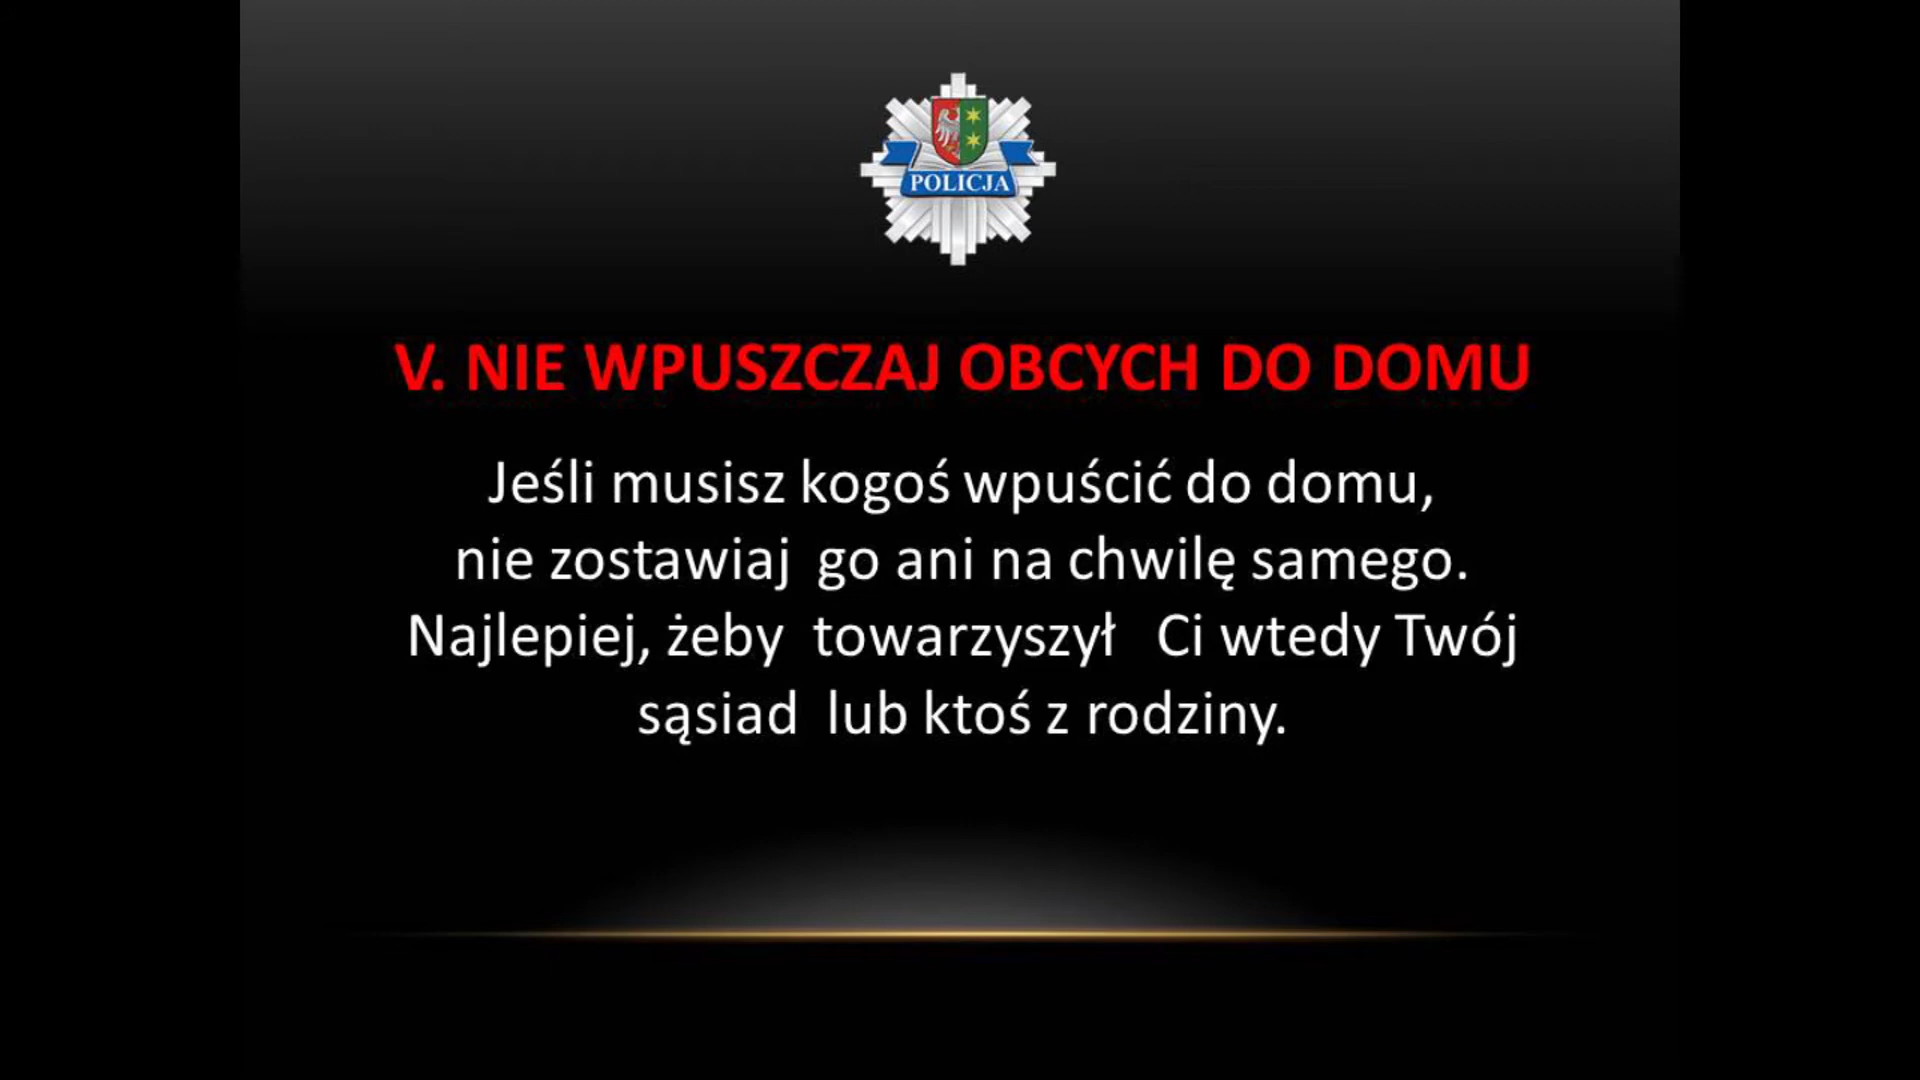 POLICJA
V. NIE WPUSZCZAJ OBCYCH DO DOMU
Jeśli musisz kogoś wpuścić do domu,
nie zostawiaj go ani na chwilę samego.
Najlepiej, żeby towarzyszył Ci wtedy Twój
sąsiad lub ktoś z rodziny.